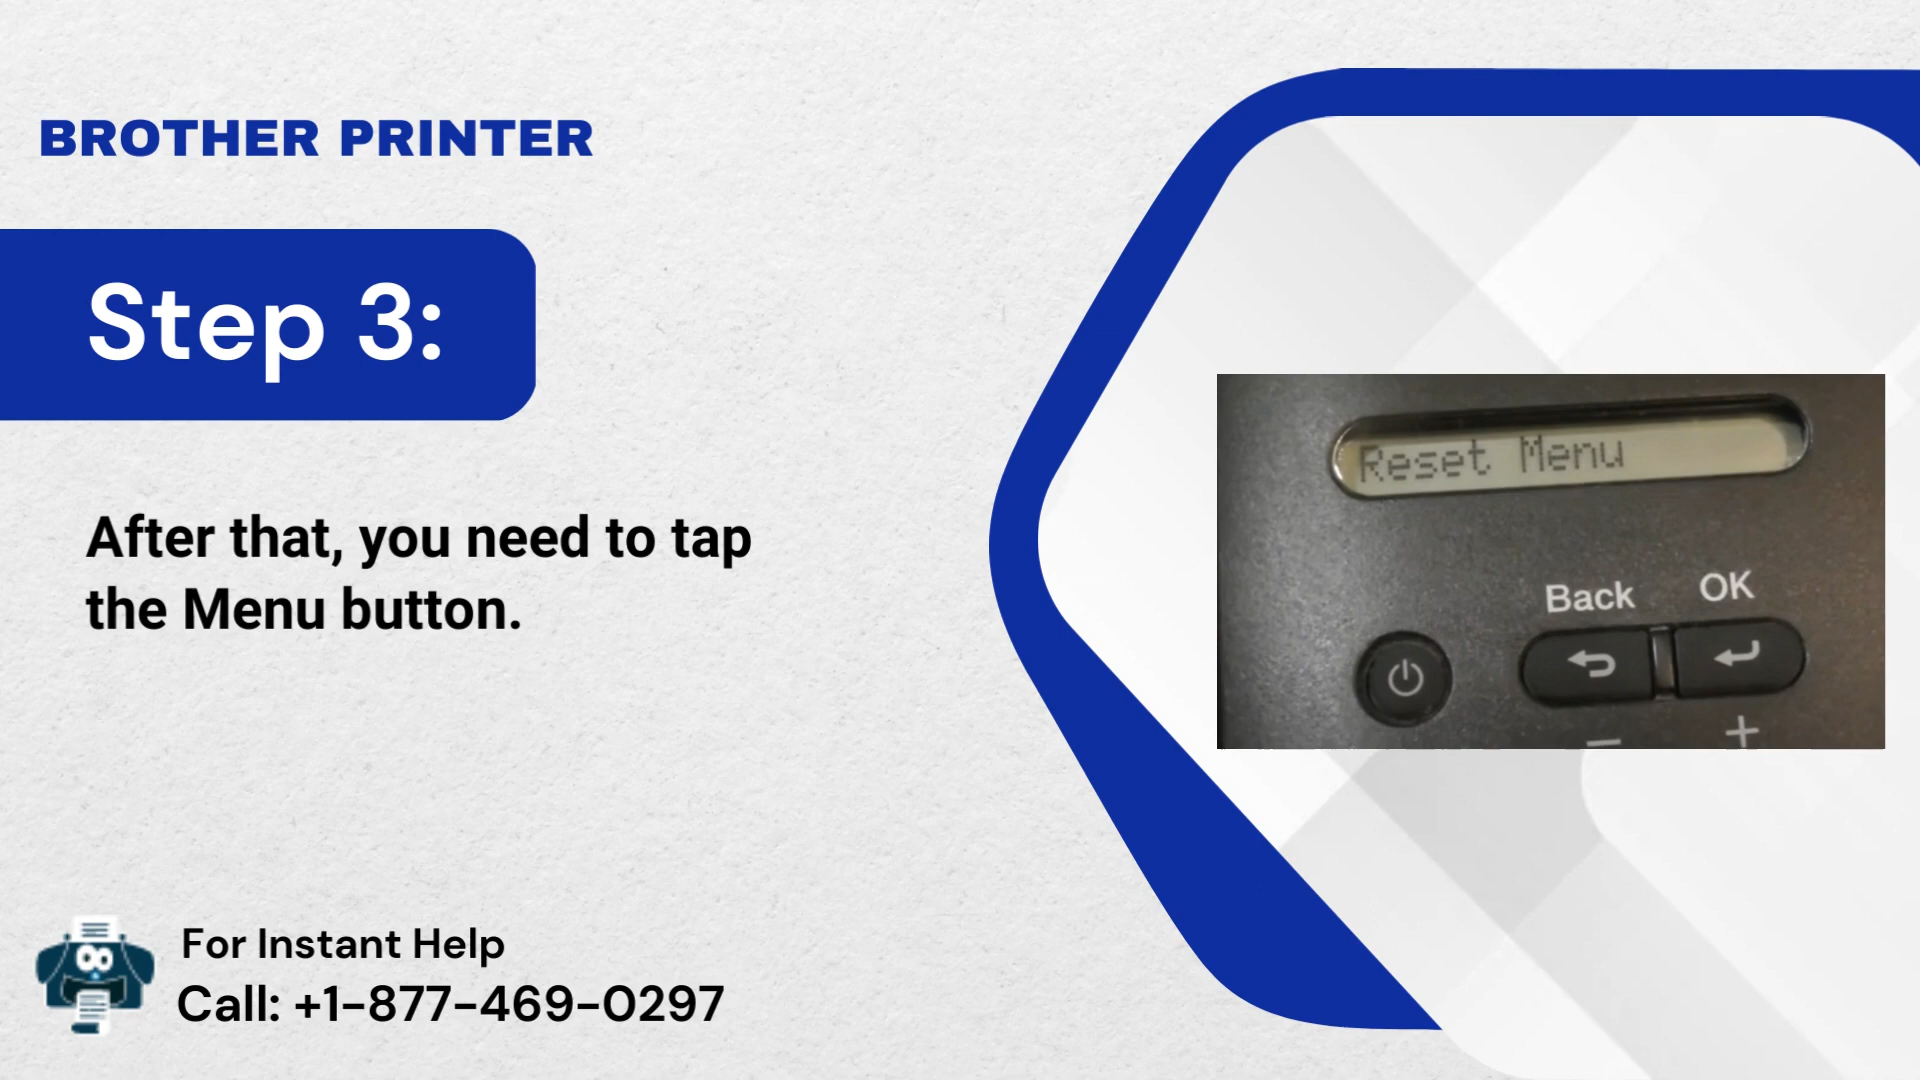 BROTHER PRINTER
Step 3:
After that, you need to tap
the Menu button.
Reset Menu
Back OK
− +
For Instant Help
Call: +1-877-469-0297